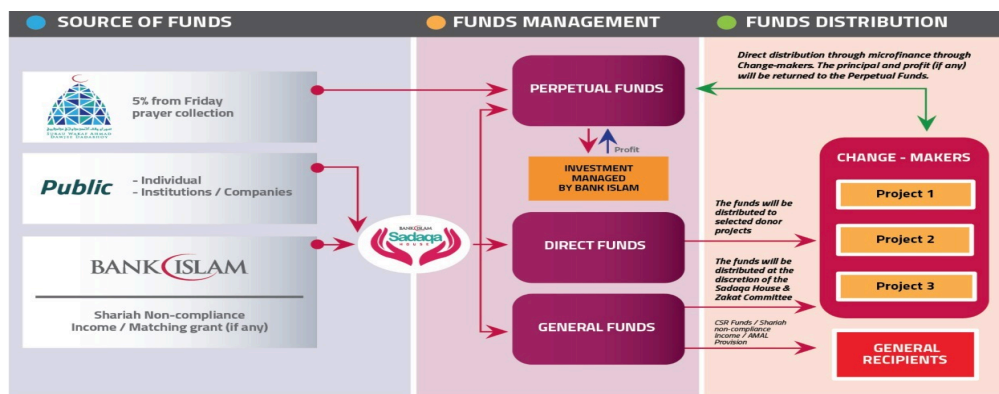 SOURCE OF FUNDS
FUNDS MANAGEMENT
FUNDS DISTRIBUTION
5% from Friday
prayer collection
Public
- Individual
- Institutions / Companies
BANK ISLAM
Shariah Non-compliance
Income / Matching grant (if any)
BANK ISLAM
Sadaqa
HOUSE
PERPETUAL FUNDS
Profit
INVESTMENT
MANAGED
BY BANK ISLAM
DIRECT FUNDS
GENERAL FUNDS
Direct distribution through microfinance through
Change-makers. The principal and profit (if any)
will be returned to the Perpetual Funds.
The funds will be
distributed to
selected donor
projects
The funds will be
distributed at the
discretion of the
Sadaqa House &
Zakat Committee
CSR Funds / Shariah
non-compliance
Income / AMAL
Provision
CHANGE - MAKERS
Project 1
Project 2
Project 3
GENERAL
RECIPIENTS